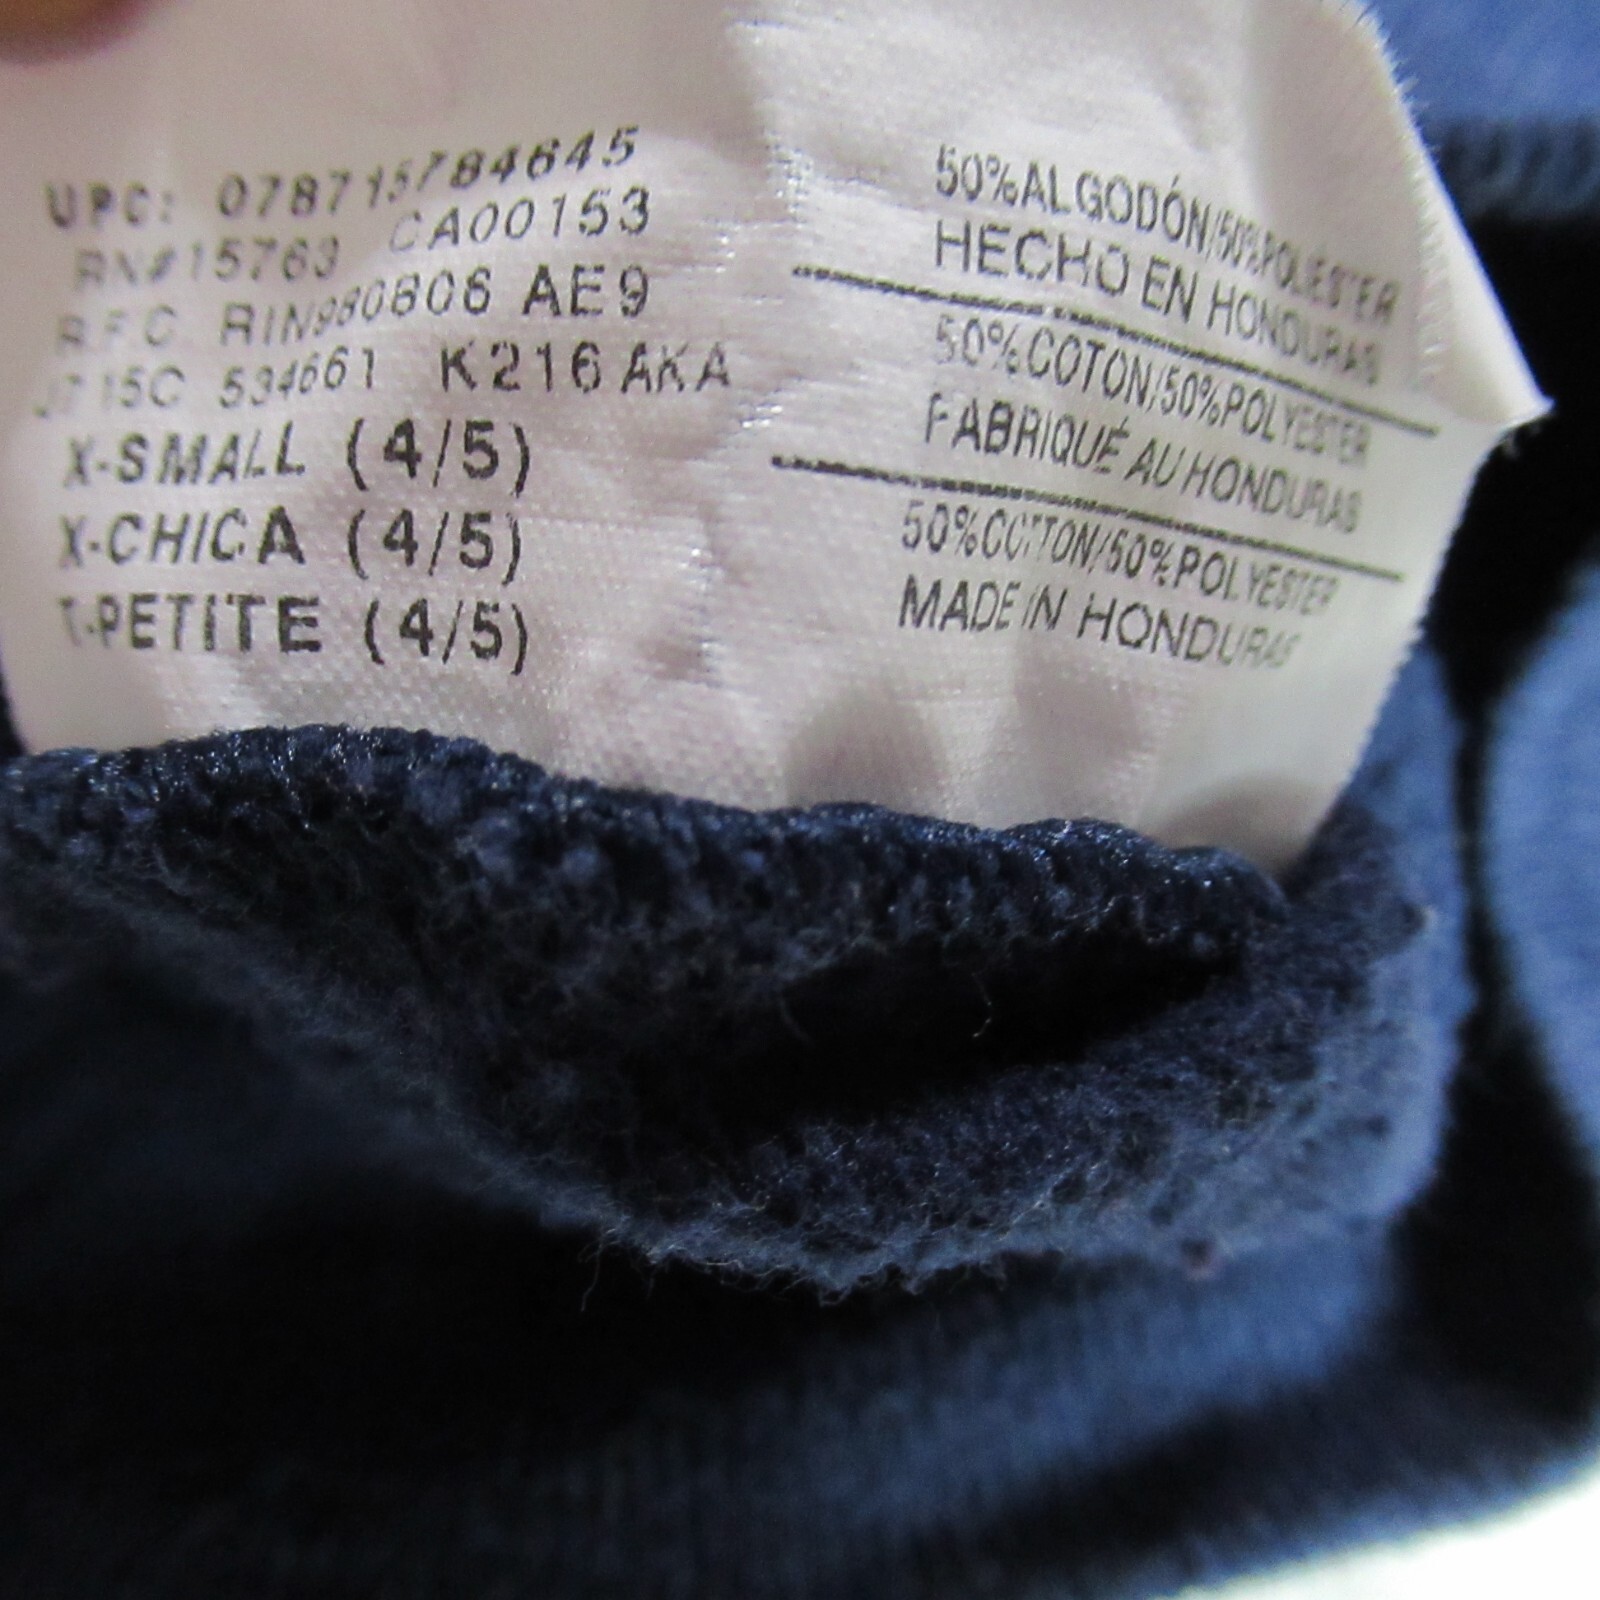 UPC: 078715784645
RN#15763 CA00153
RFC RIN980806 AE9
J715C 534661 K216 AKA
X-SMALL (4/5)
X-CHICA (4/5)
T-PETITE (4/5)
50%ALGODÓN/50%POLIESTER
HECHO EN HONDURAS
50%COTON/50%POLYESTER
FABRIQUÉ AU HONDURAS
50%COTTON/50%POLYESTER
MADE IN HONDURAS